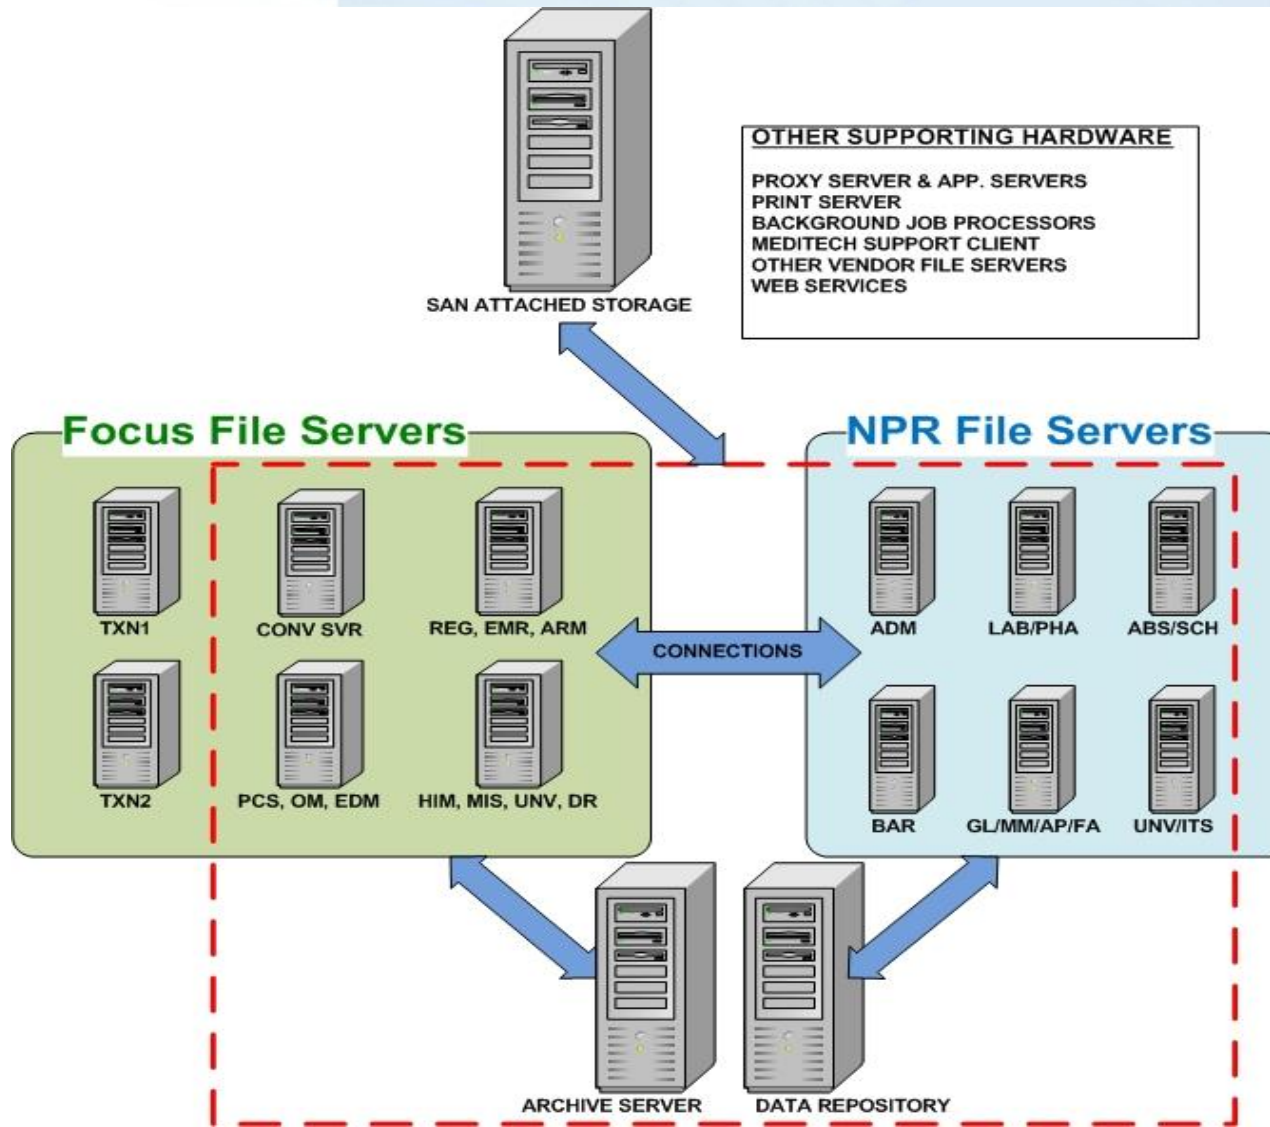 SAN ATTACHED STORAGE
OTHER SUPPORTING HARDWARE
PROXY SERVER & APP. SERVERS
PRINT SERVER
BACKGROUND JOB PROCESSORS
MEDITECH SUPPORT CLIENT
OTHER VENDOR FILE SERVERS
WEB SERVICES
Focus File Servers
TXN1
CONV SVR
REG, EMR, ARM
TXN2
PCS, OM, EDM
HIM, MIS, UNV, DR
CONNECTIONS
NPR File Servers
ADM
LAB/PHA
ABS/SCH
BAR
GL/MM/AP/FA
UNV/ITS
ARCHIVE SERVER
DATA REPOSITORY